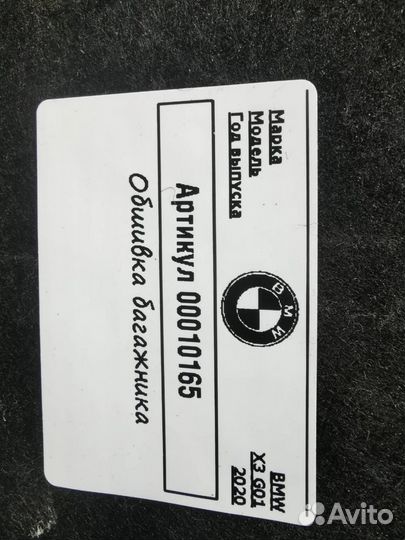 Марка BMW
Модель X3 G01
Год выпуска 2020
BMW
Артикул 00010165
Обшивка багажника
Avito